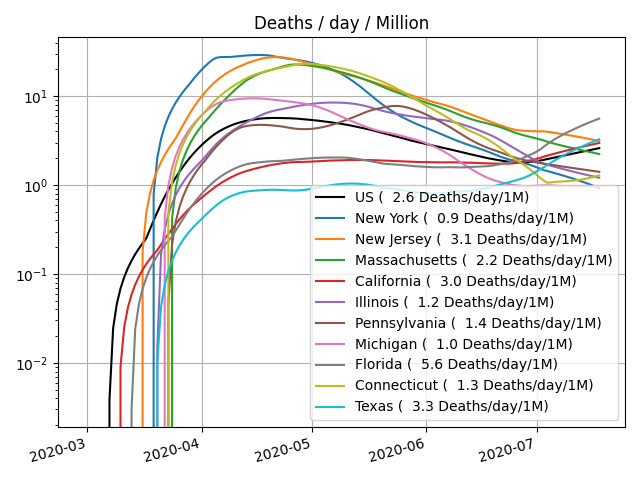 Deaths / day / Million
10¹
10⁰
10⁻¹
10⁻²
US (  2.6 Deaths/day/1M)
New York (  0.9 Deaths/day/1M)
New Jersey (  3.1 Deaths/day/1M)
Massachusetts (  2.2 Deaths/day/1M)
California (  3.0 Deaths/day/1M)
Illinois (  1.2 Deaths/day/1M)
Pennsylvania (  1.4 Deaths/day/1M)
Michigan (  1.0 Deaths/day/1M)
Florida (  5.6 Deaths/day/1M)
Connecticut (  1.3 Deaths/day/1M)
Texas (  3.3 Deaths/day/1M)
2020-03 2020-04 2020-05 2020-06 2020-07